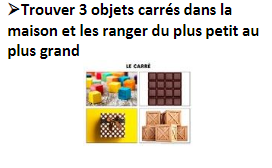 ➢Trouver 3 objets carrés dans la
maison et les ranger du plus petit au
plus grand
LE CARRÉ